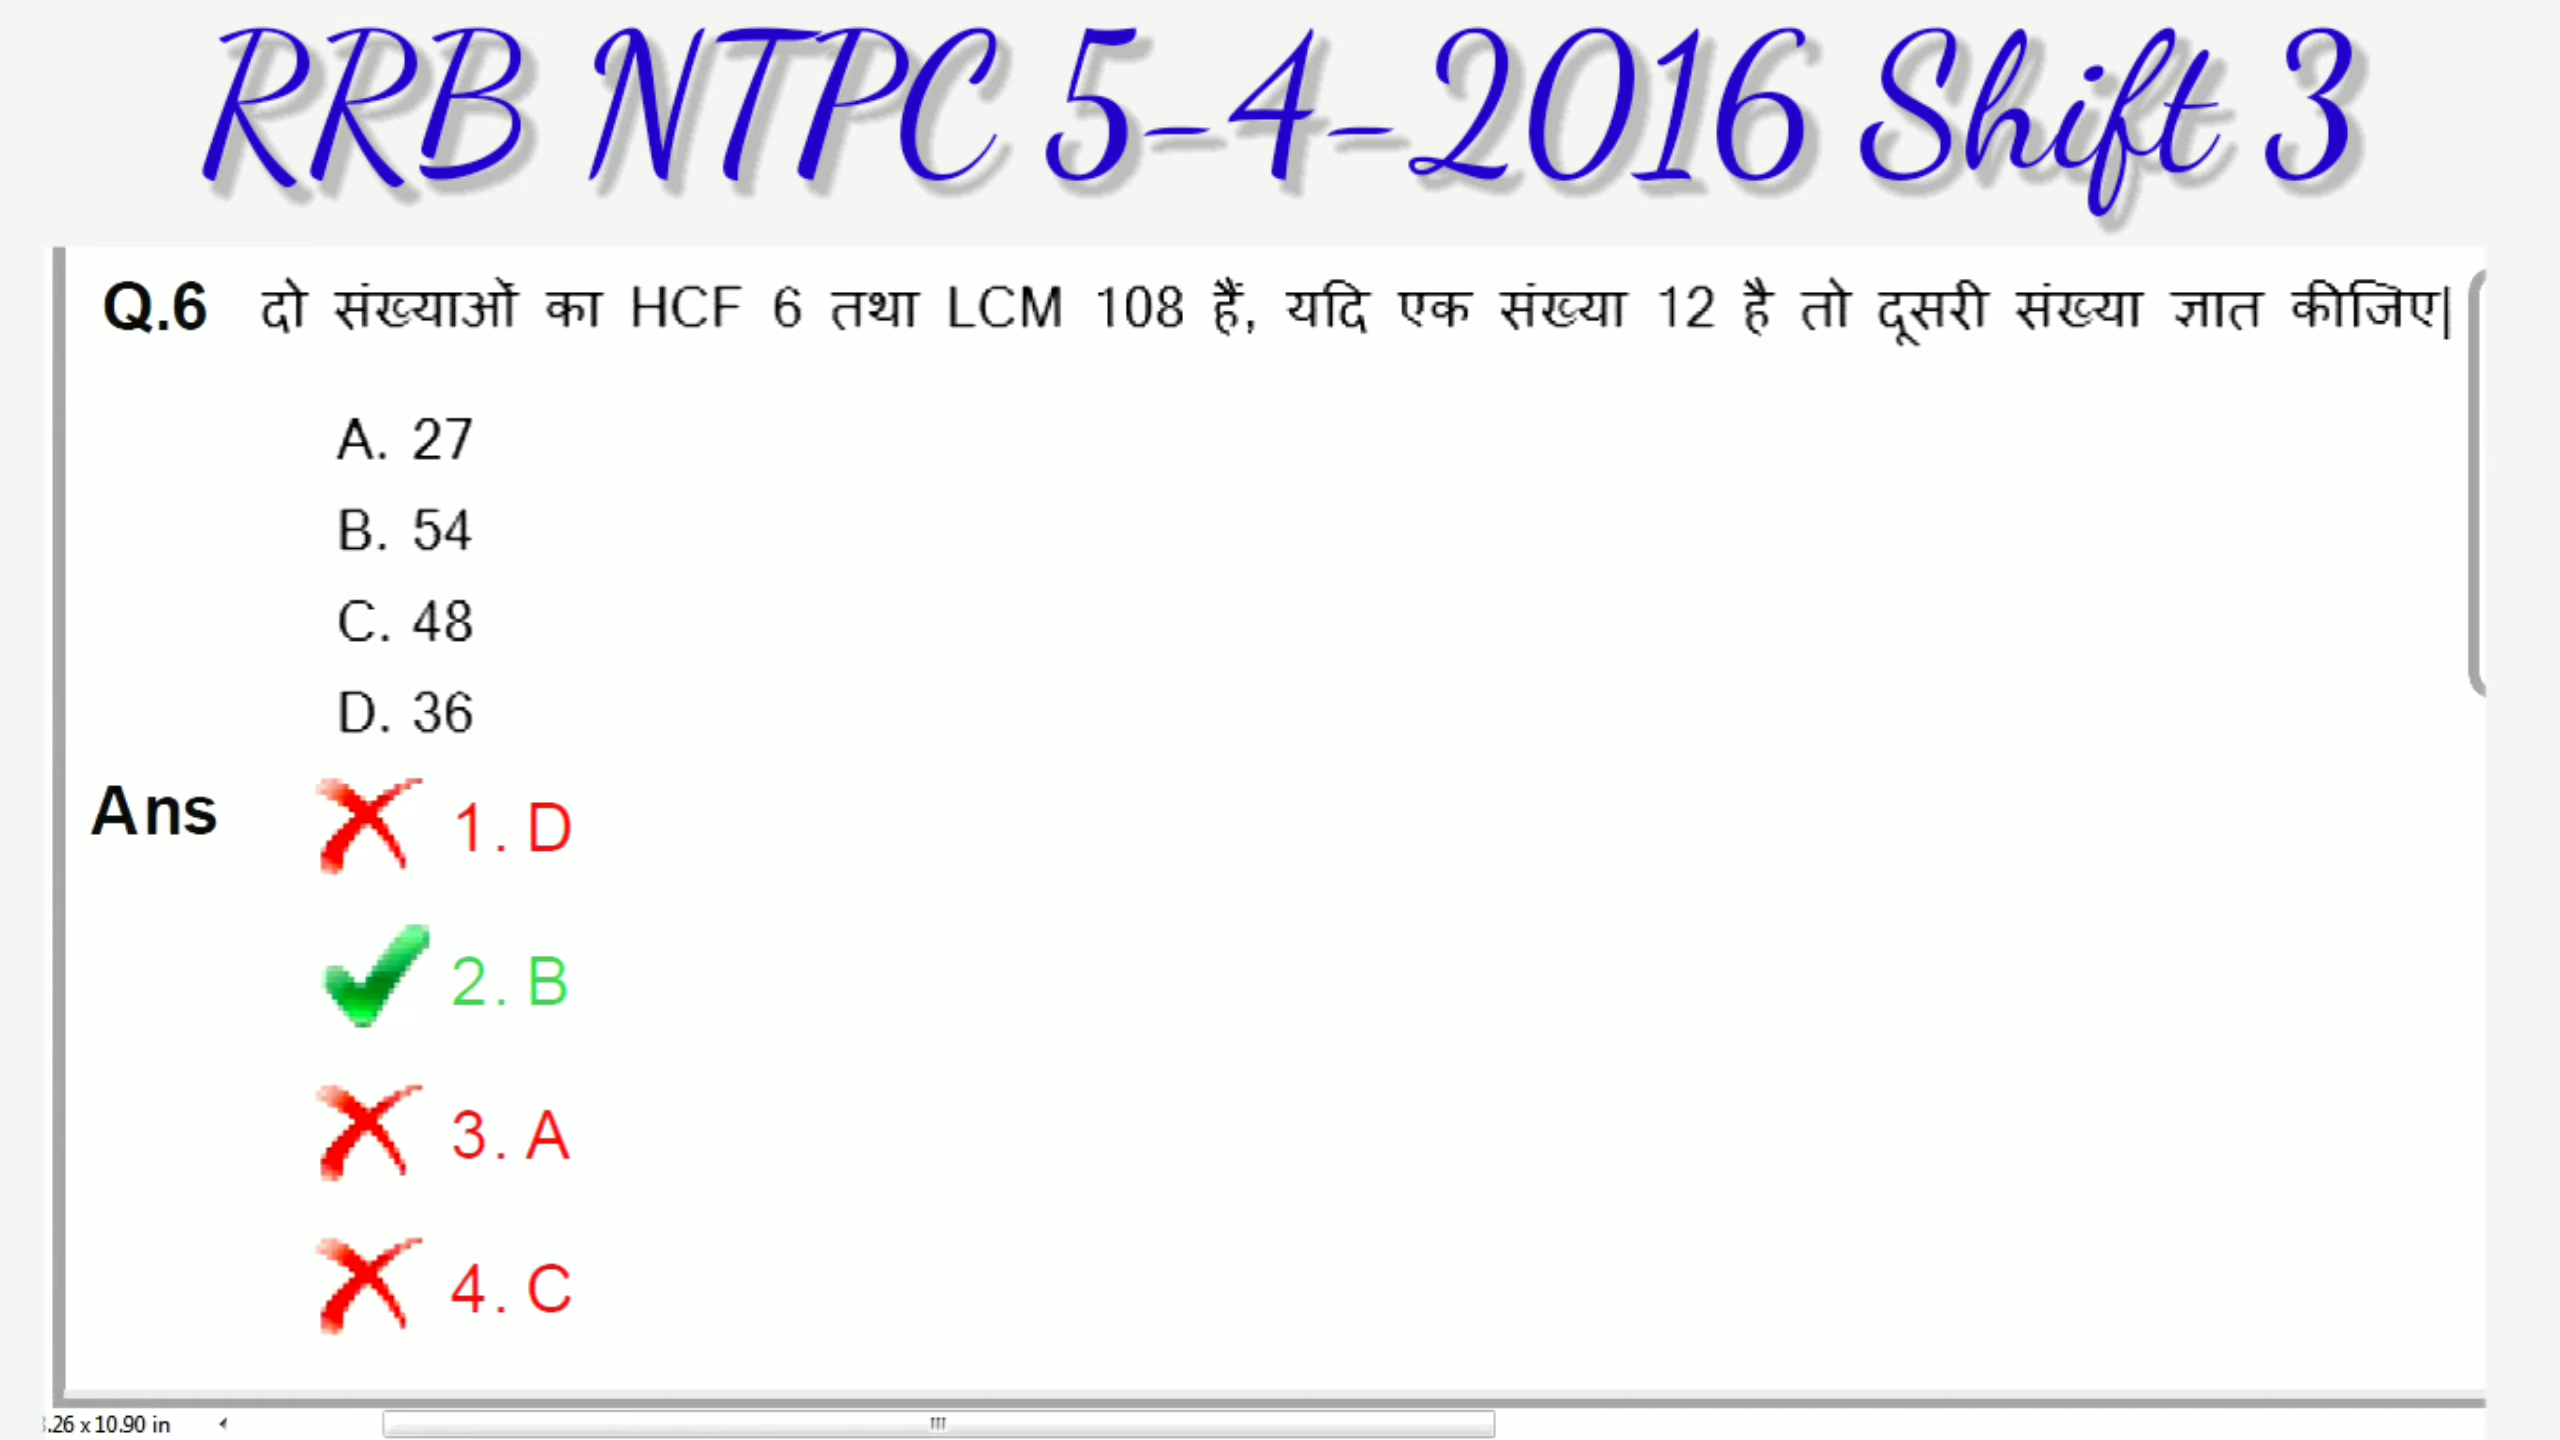 RRB NTPC 5-4-2016 Shift 3
Q.6 दो संख्याओं का HCF 6 तथा LCM 108 हैं, यदि एक संख्या 12 है तो दूसरी संख्या ज्ञात कीजिए|
A. 27
B. 54
C. 48
D. 36
Ans 1. D
2. B
3. A
4. C
.26 x 10.90 in